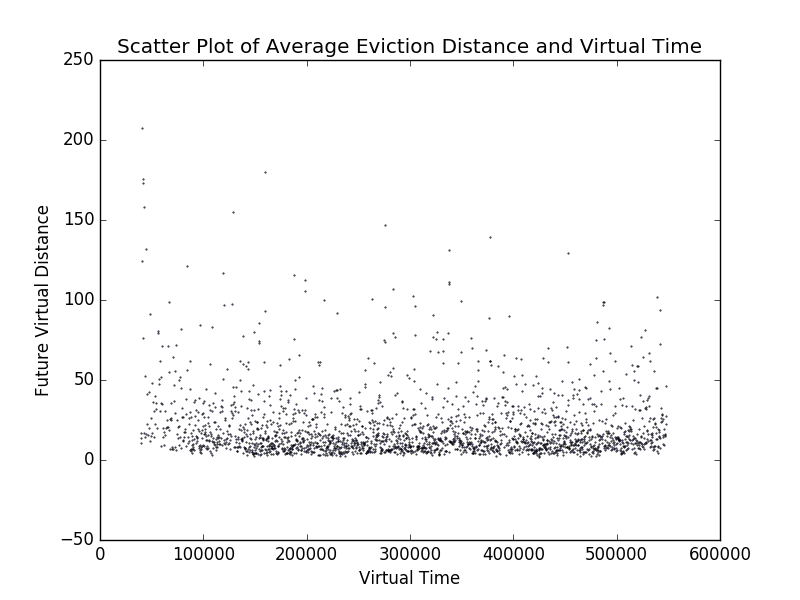 Scatter Plot of Average Eviction Distance and Virtual Time
250
200
150
100
50
0
−50
Future Virtual Distance
0 100000 200000 300000 400000 500000 600000
Virtual Time